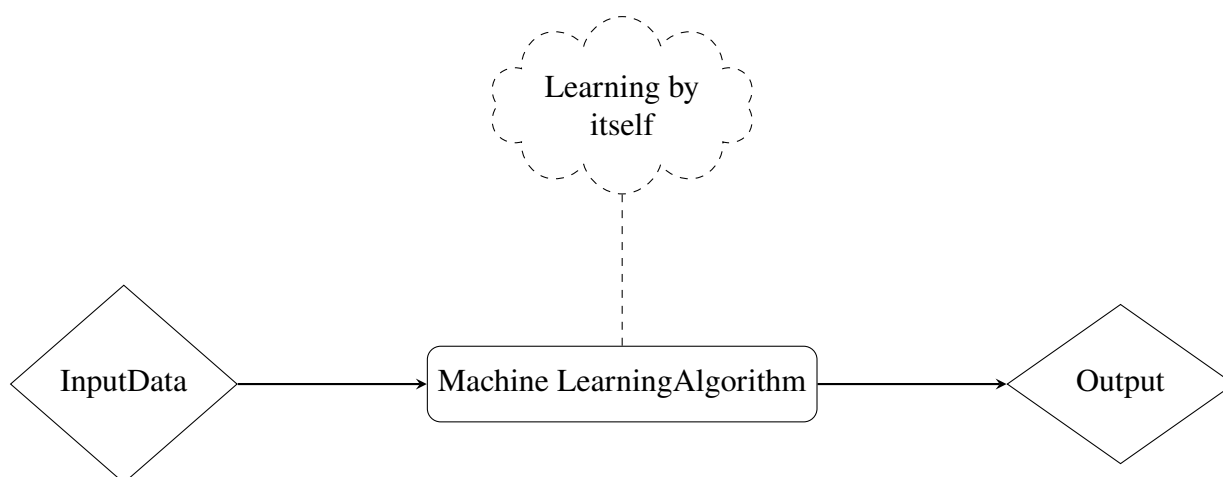 Learning by
itself
InputData
Machine LearningAlgorithm
Output